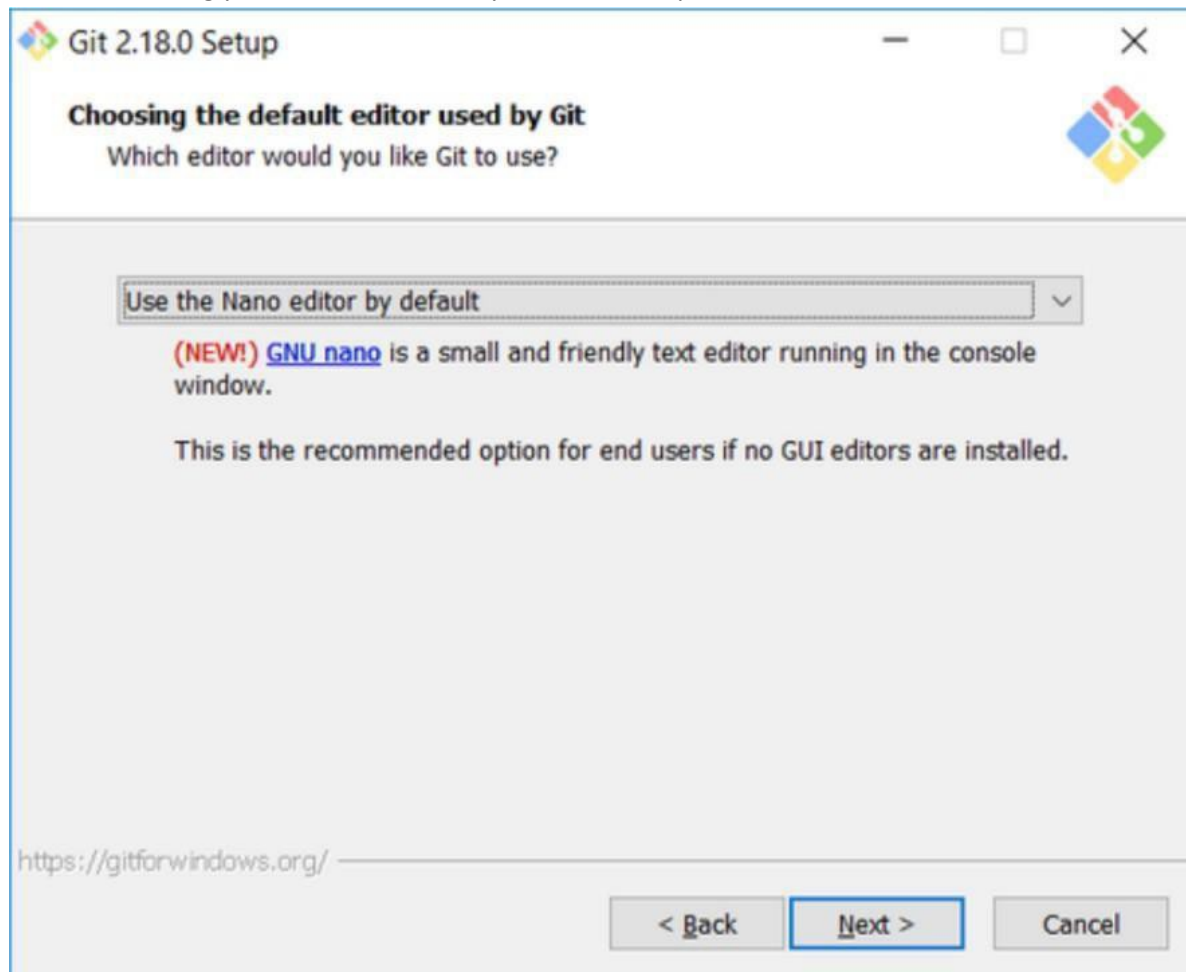 Git 2.18.0 Setup
Choosing the default editor used by Git
Which editor would you like Git to use?
Use the Nano editor by default
(NEW!) GNU nano is a small and friendly text editor running in the console
window.
This is the recommended option for end users if no GUI editors are installed.
https://gitforwindows.org/
< Back Next > Cancel